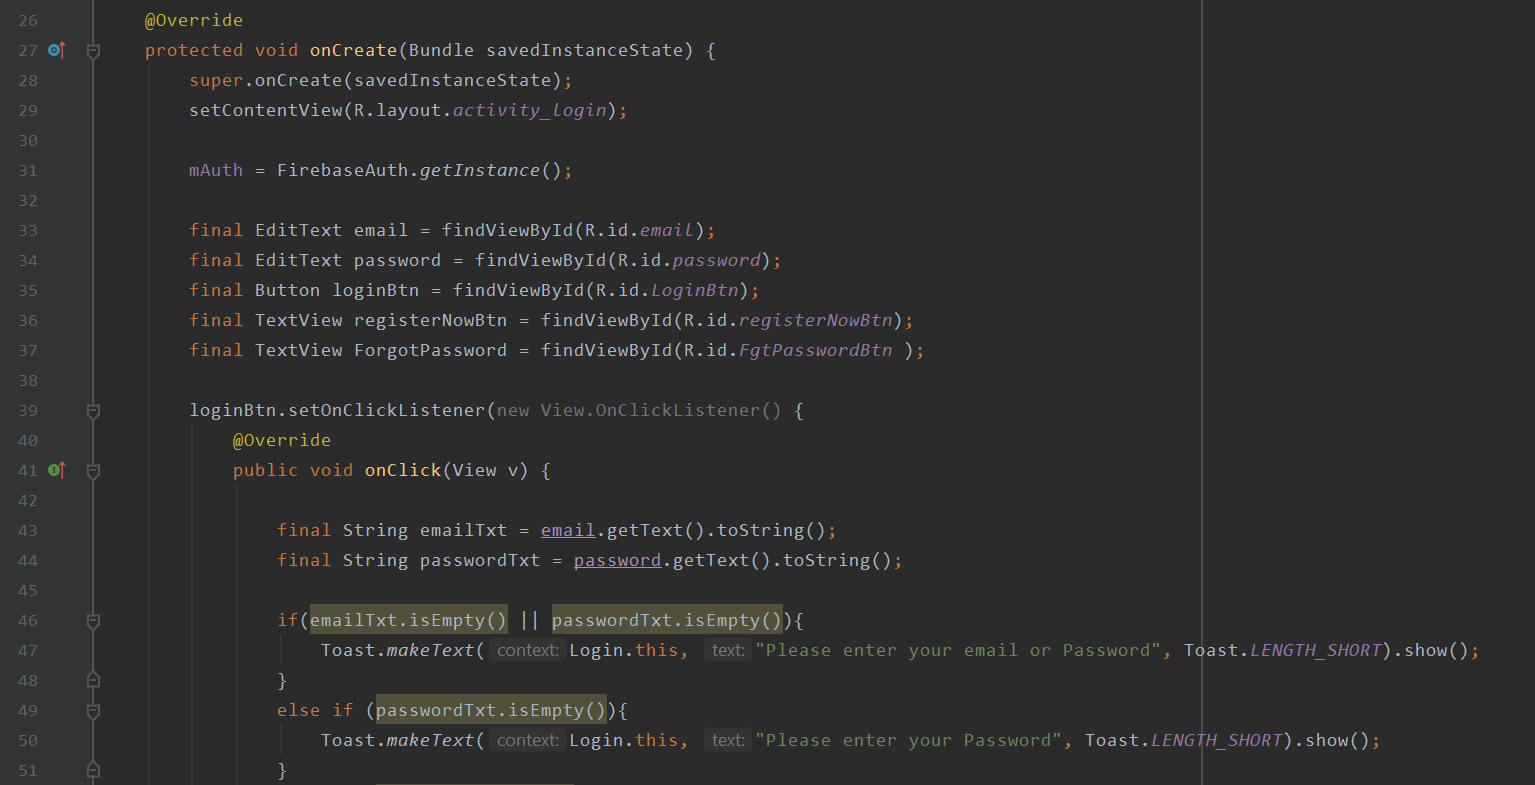 26 @Override
27 protected void onCreate(Bundle savedInstanceState) {
28 super.onCreate(savedInstanceState);
29 setContentView(R.layout.activity_login);
30
31 mAuth = FirebaseAuth.getInstance();
32
33 final EditText email = findViewById(R.id.email);
34 final EditText password = findViewById(R.id.password);
35 final Button loginBtn = findViewById(R.id.LoginBtn);
36 final TextView registerNowBtn = findViewById(R.id.registerNowBtn);
37 final TextView ForgotPassword = findViewById(R.id.FgtPasswordBtn );
38
39 loginBtn.setOnClickListener(new View.OnClickListener() {
40 @Override
41 public void onClick(View v) {
42
43 final String emailTxt = email.getText().toString();
44 final String passwordTxt = password.getText().toString();
45
46 if(emailTxt.isEmpty() || passwordTxt.isEmpty()){
47 Toast.makeText( context: Login.this, text: "Please enter your email or Password", Toast.LENGTH_SHORT).show();
48 }
49 else if (passwordTxt.isEmpty()){
50 Toast.makeText( context: Login.this, text: "Please enter your Password", Toast.LENGTH_SHORT).show();
51 }